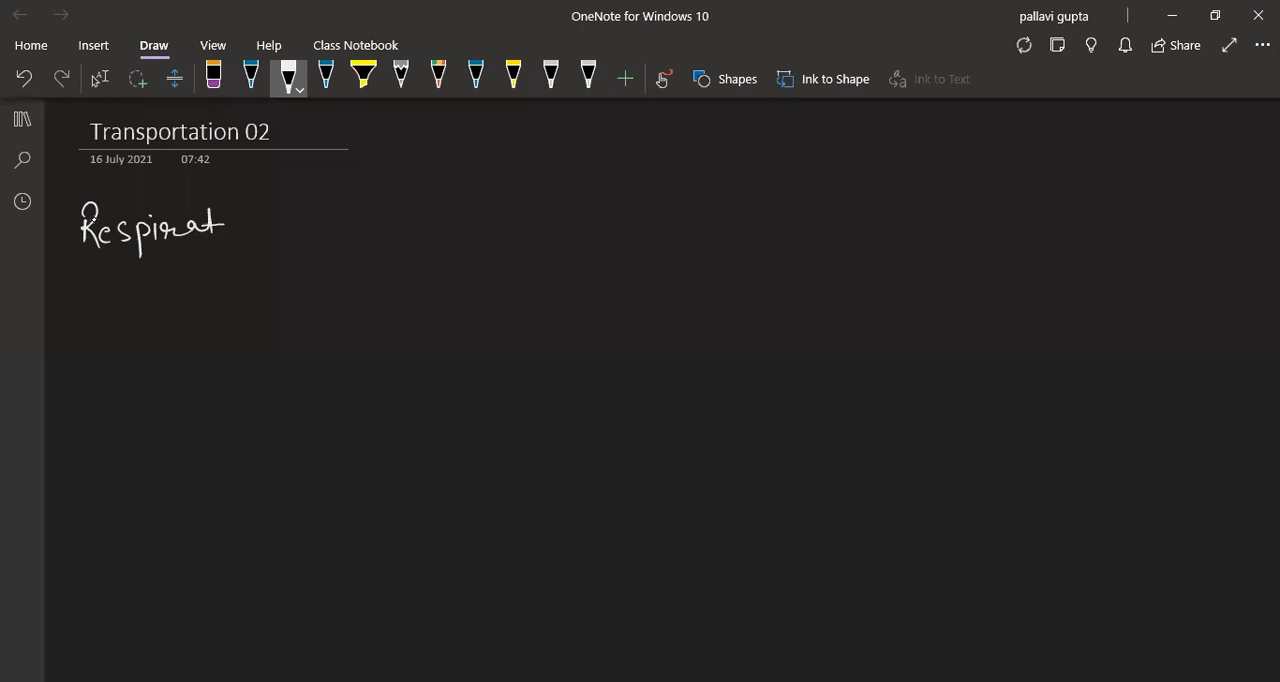 OneNote for Windows 10
pallavi gupta
Home Insert Draw View Help Class Notebook
Share
Shapes Ink to Shape Ink to Text
Transportation 02
16 July 2021 07:42
Respirat